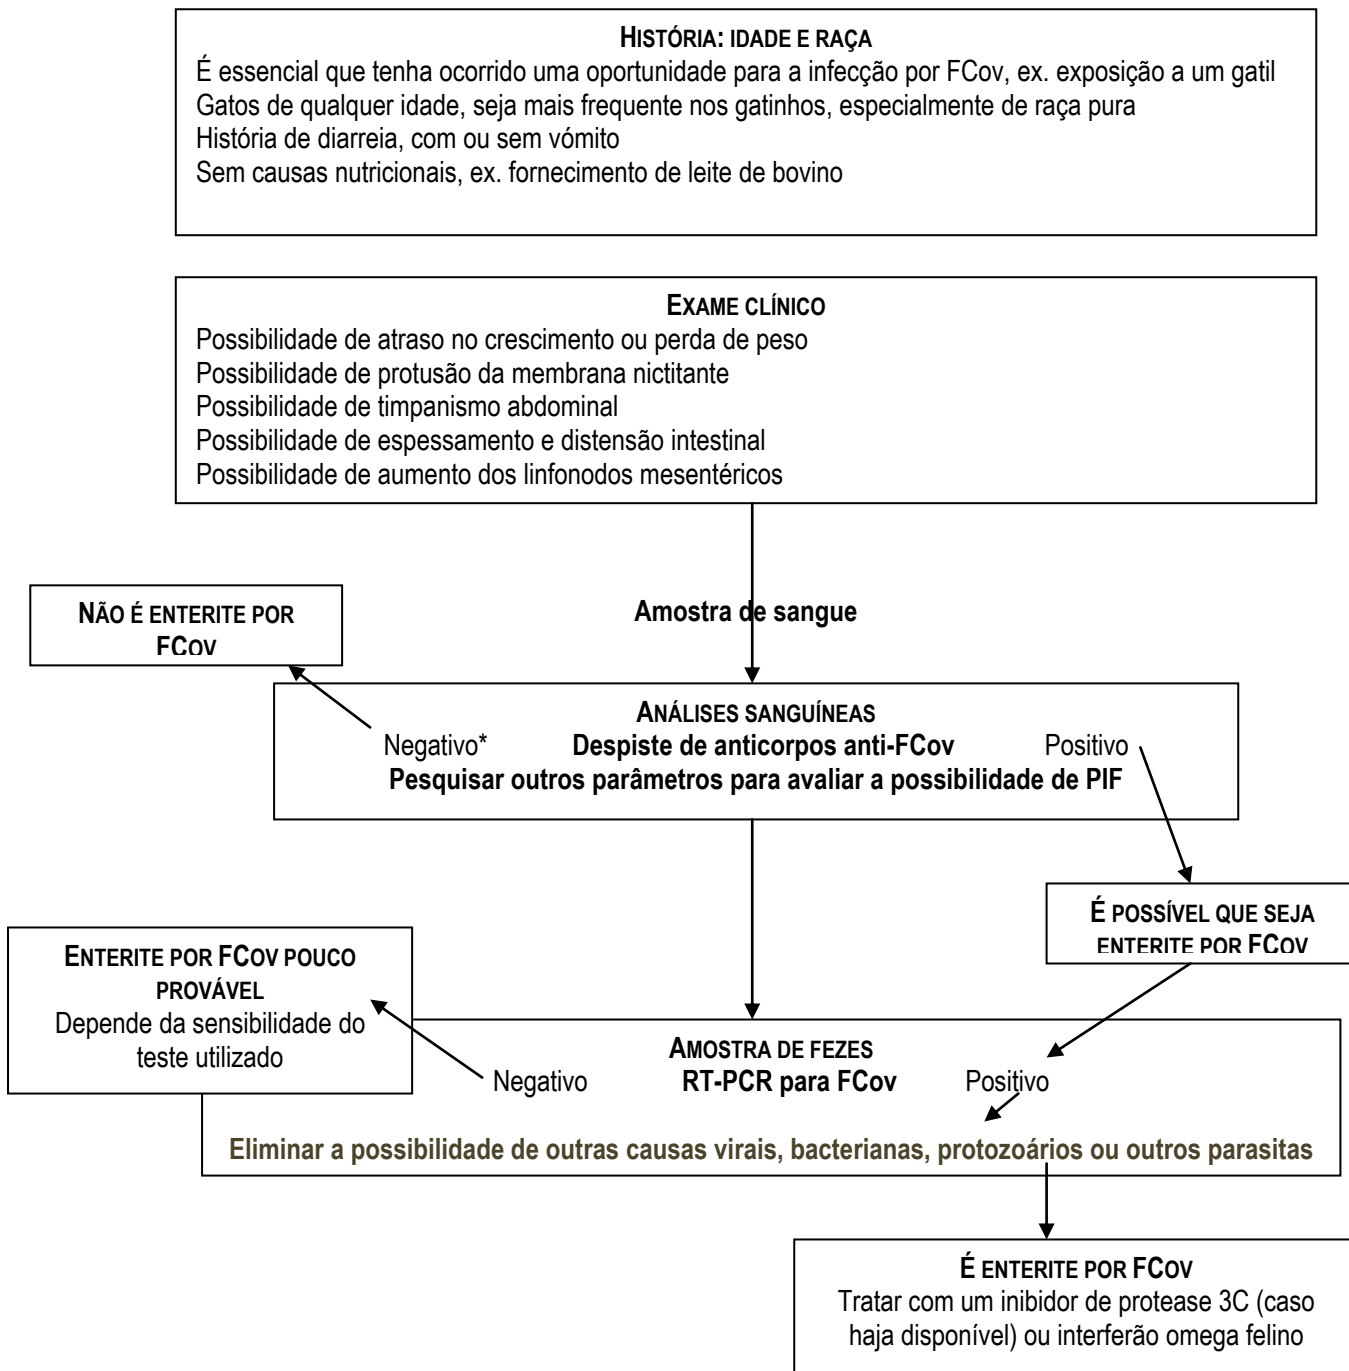 HISTÓRIA: IDADE E RAÇA
É essencial que tenha ocorrido uma oportunidade para a infecção por FCov, ex. exposição a um gatil
Gatos de qualquer idade, seja mais frequente nos gatinhos, especialmente de raça pura
História de diarreia, com ou sem vómito
Sem causas nutricionais, ex. fornecimento de leite de bovino
EXAME CLÍNICO
Possibilidade de atraso no crescimento ou perda de peso
Possibilidade de protusão da membrana nictitante
Possibilidade de timpanismo abdominal
Possibilidade de espessamento e distensão intestinal
Possibilidade de aumento dos linfonodos mesentéricos
NÃO É ENTERITE POR
FCOV
Amostra de sangue
ANÁLISES SANGUÍNEAS
Negativo* Despiste de anticorpos anti-FCov Positivo
Pesquisar outros parâmetros para avaliar a possibilidade de PIF
É POSSÍVEL QUE SEJA
ENTERITE POR FCOV
ENTERITE POR FCOV POUCO
PROVÁVEL
Depende da sensibilidade do
teste utilizado
AMOSTRA DE FEZES
Negativo RT-PCR para FCov Positivo
Eliminar a possibilidade de outras causas virais, bacterianas, protozoários ou outros parasitas
É ENTERITE POR FCOV
Tratar com um inibidor de protease 3C (caso
haja disponível) ou interferão omega felino